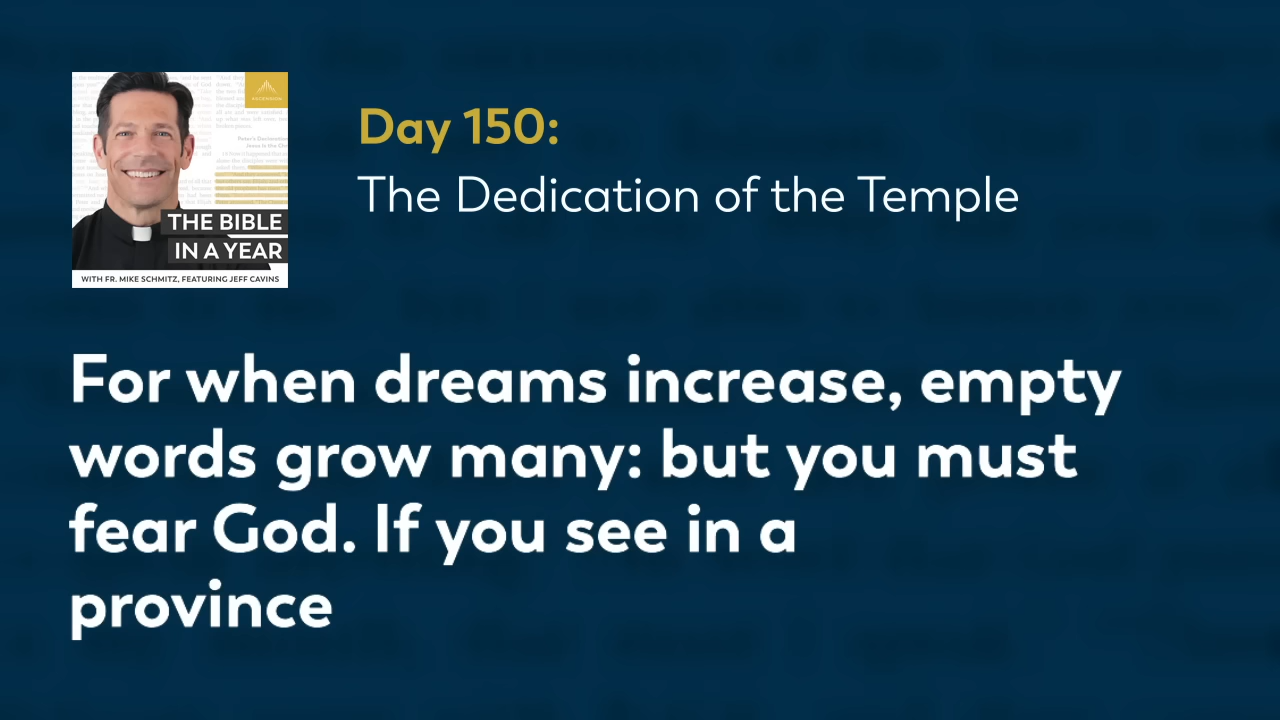 Day 150:
The Dedication of the Temple
ASCENSION
THE BIBLE
IN A YEAR
WITH FR. MIKE SCHMITZ, FEATURING JEFF CAVINS
For when dreams increase, empty
words grow many: but you must
fear God. If you see in a
province